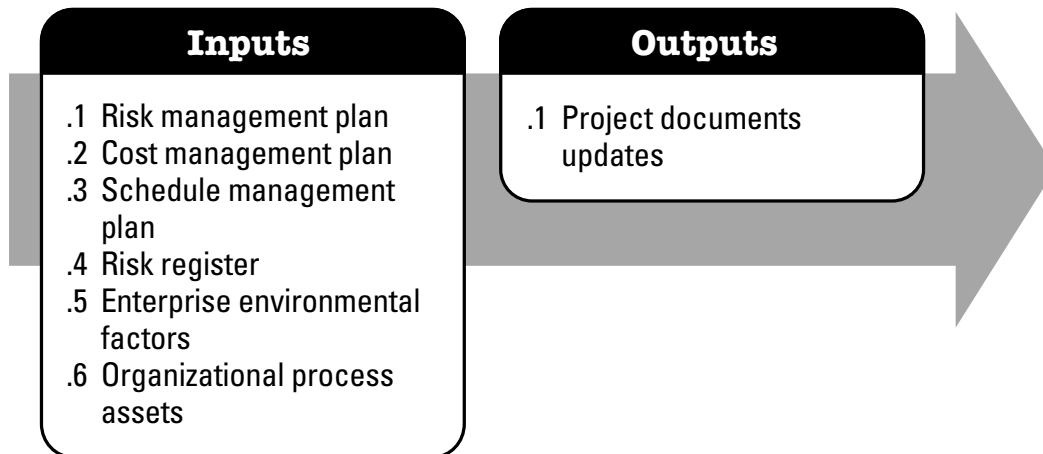 Inputs
.1 Risk management plan
.2 Cost management plan
.3 Schedule management
plan
.4 Risk register
.5 Enterprise environmental
factors
.6 Organizational process
assets
Outputs
.1 Project documents
updates